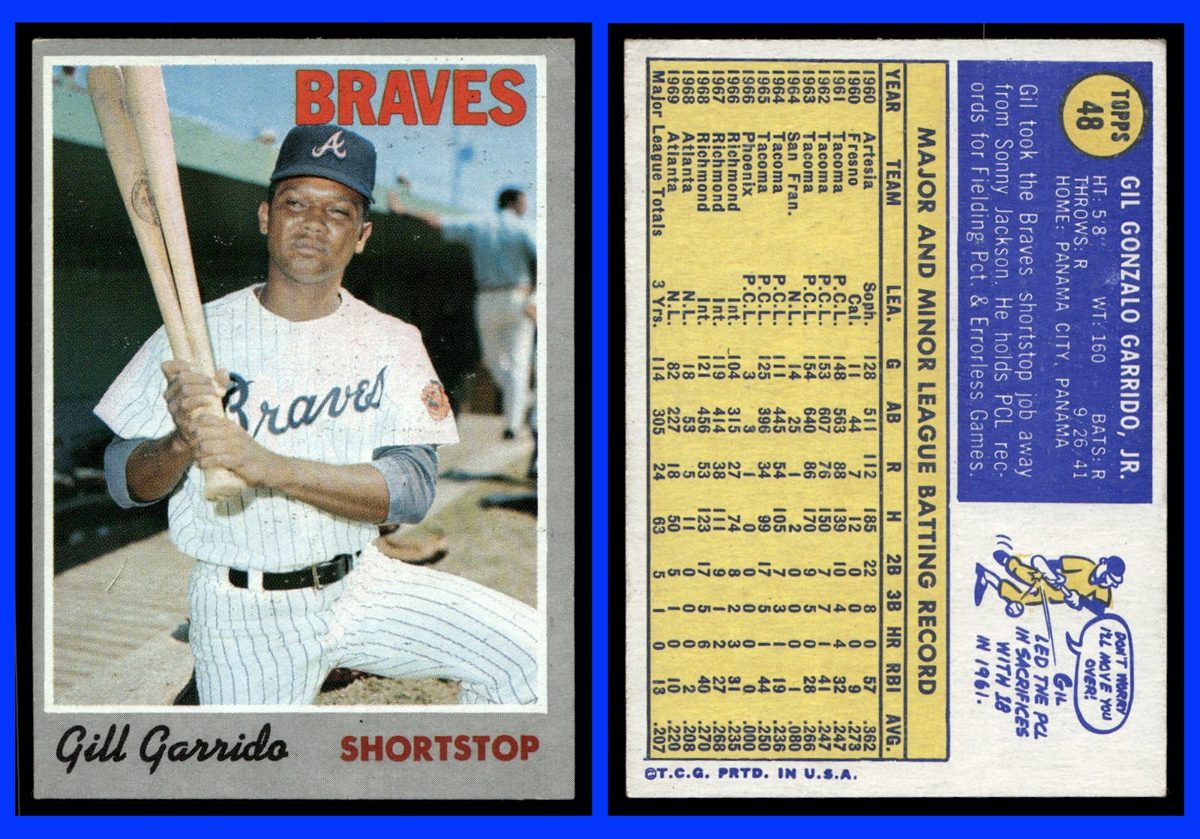 BRAVES
A
Braves
Gill Garrido
SHORTSTOP
TOPPS
48
GIL GONZALO GARRIDO, JR.
HT: 5'8" WT: 160 BATS: R
THROWS: R 9·26·41
HOME: PANAMA CITY, PANAMA
Gil took the Braves shortstop job away
from Sonny Jackson. He holds PCL rec-
ords for Fielding Pct. & Errorless Games.
DON'T WORRY
I'LL MOVE YOU
OVER!
GIL
LED THE PCL
IN SACRIFICES
WITH 18
IN 1961.
MAJOR AND MINOR LEAGUE BATTING RECORD
YEAR TEAM LEA. G AB R H 2B 3B HR RBI AVG.
1960 Artesia Soph. 128 511 112 185 22 8 0 57 .362
1960 Fresno Cal. 11 44 7 12 0 0 0 9 .273
1961 Tacoma P.C.L. 148 563 88 139 10 4 4 32 .247
1962 Tacoma P.C.L. 153 607 76 150 7 7 1 41 .247
1963 Tacoma P.C.L. 154 640 86 170 9 5 0 28 .266
1964 San Fran. N.L. 14 25 1 2 0 0 0 1 .080
1964 Tacoma P.C.L. 111 445 54 105 5 3 1 19 .236
1965 Tacoma P.C.L. 125 396 34 99 17 7 0 44 .250
1966 Phoenix P.C.L. 3 3 0 0 0 0 0 0 .000
1966 Richmond Int. 104 315 27 74 8 2 3 31 .235
1967 Richmond Int. 119 414 38 111 9 3 1 27 .268
1968 Richmond Int. 121 456 53 123 17 5 6 40 .270
1968 Atlanta N.L. 18 53 5 11 0 0 0 2 .208
1969 Atlanta N.L. 82 227 18 50 5 1 0 10 .220
Major League Totals 3 Yrs. 114 305 24 63 5 1 0 13 .207
©T.C.G. PRTD. IN U.S.A.